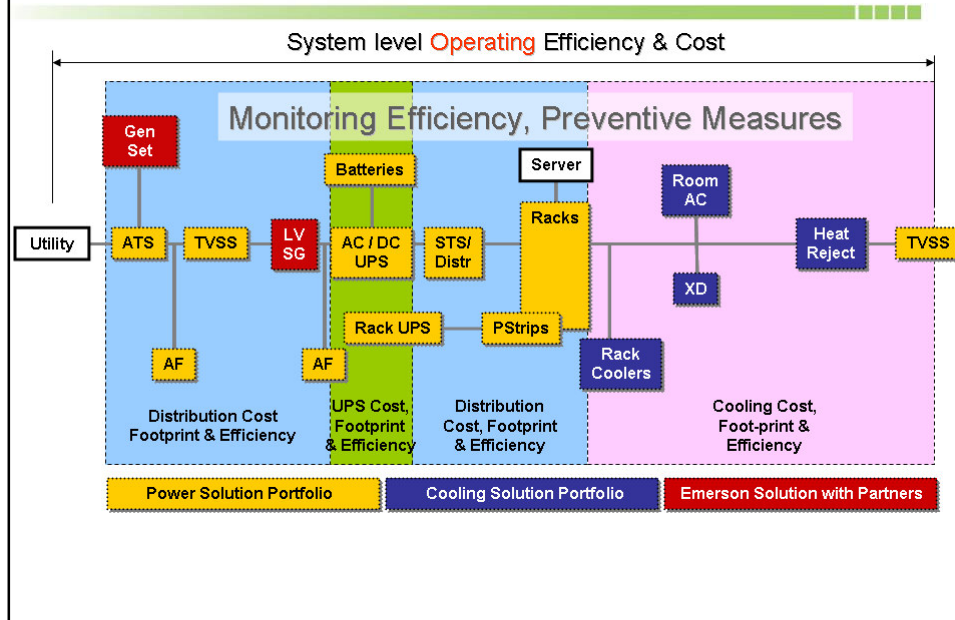 System level Operating Efficiency & Cost
Monitoring Efficiency, Preventive Measures
Gen
Set
Batteries
Server
Room
AC
Utility
ATS
TVSS
LV
SG
AC / DC
UPS
STS/
Distr
Racks
Heat
Reject
TVSS
XD
Rack UPS
PStrips
AF
AF
Rack
Coolers
Distribution Cost
Footprint & Efficiency
UPS Cost,
Footprint
& Efficiency
Distribution
Cost, Footprint
& Efficiency
Cooling Cost,
Foot-print &
Efficiency
Power Solution Portfolio
Cooling Solution Portfolio
Emerson Solution with Partners